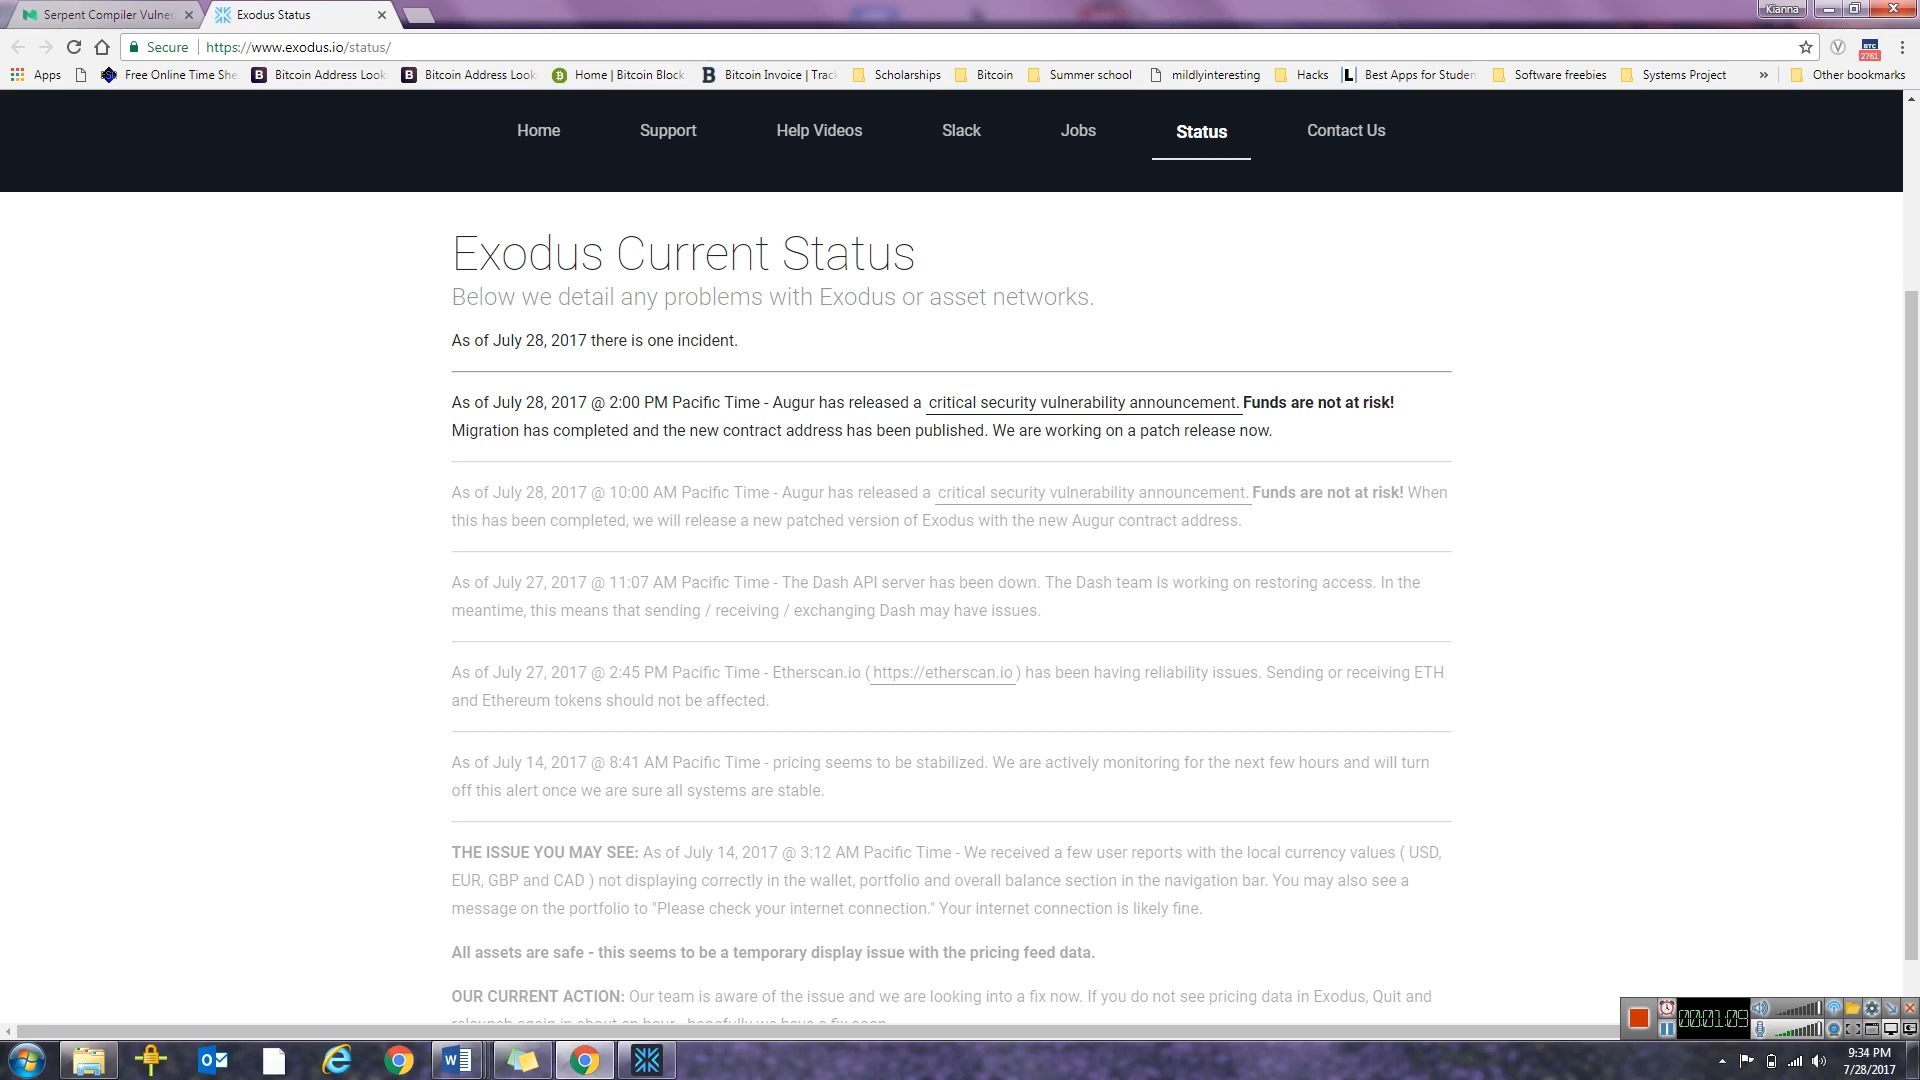 Serpent Compiler Vulner
Exodus Status
Kianna
Secure
https://www.exodus.io/status/
BTC
2761
Apps
Free Online Time She
Bitcoin Address Look
Bitcoin Address Look
Home | Bitcoin Block
Bitcoin Invoice | Trac
Scholarships
Bitcoin
Summer school
mildlyinteresting
Hacks
Best Apps for Studen
Software freebies
Systems Project
»
Other bookmarks
Home
Support
Help Videos
Slack
Jobs
Status
Contact Us
Exodus Current Status
Below we detail any problems with Exodus or asset networks.
As of July 28, 2017 there is one incident.
As of July 28, 2017 @ 2:00 PM Pacific Time - Augur has released a critical security vulnerability announcement. Funds are not at risk!
Migration has completed and the new contract address has been published. We are working on a patch release now.
As of July 28, 2017 @ 10:00 AM Pacific Time - Augur has released a critical security vulnerability announcement. Funds are not at risk! When
this has been completed, we will release a new patched version of Exodus with the new Augur contract address.
As of July 27, 2017 @ 11:07 AM Pacific Time - The Dash API server has been down. The Dash team is working on restoring access. In the
meantime, this means that sending / receiving / exchanging Dash may have issues.
As of July 27, 2017 @ 2:45 PM Pacific Time - Etherscan.io ( https://etherscan.io ) has been having reliability issues. Sending or receiving ETH
and Ethereum tokens should not be affected.
As of July 14, 2017 @ 8:41 AM Pacific Time - pricing seems to be stabilized. We are actively monitoring for the next few hours and will turn
off this alert once we are sure all systems are stable.
THE ISSUE YOU MAY SEE: As of July 14, 2017 @ 3:12 AM Pacific Time - We received a few user reports with the local currency values ( USD,
EUR, GBP and CAD ) not displaying correctly in the wallet, portfolio and overall balance section in the navigation bar. You may also see a
message on the portfolio to "Please check your internet connection." Your internet connection is likely fine.
All assets are safe - this seems to be a temporary display issue with the pricing feed data.
OUR CURRENT ACTION: Our team is aware of the issue and we are looking into a fix now. If you do not see pricing data in Exodus, Quit and
relaunch again in about an hour - hopefully we have a fix soon.
00:01:09
9:34 PM
7/28/2017